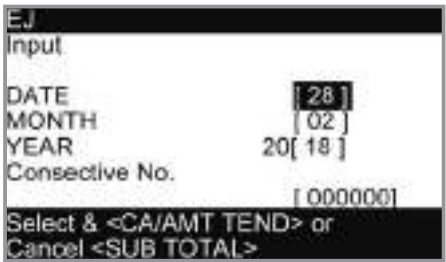 EJ
Input
DATE [ 28 ]
MONTH [ 02 ]
YEAR 20[ 18 ]
Consective No.
[ 000000]
Select & <CA/AMT TEND> or
Cancel <SUB TOTAL>